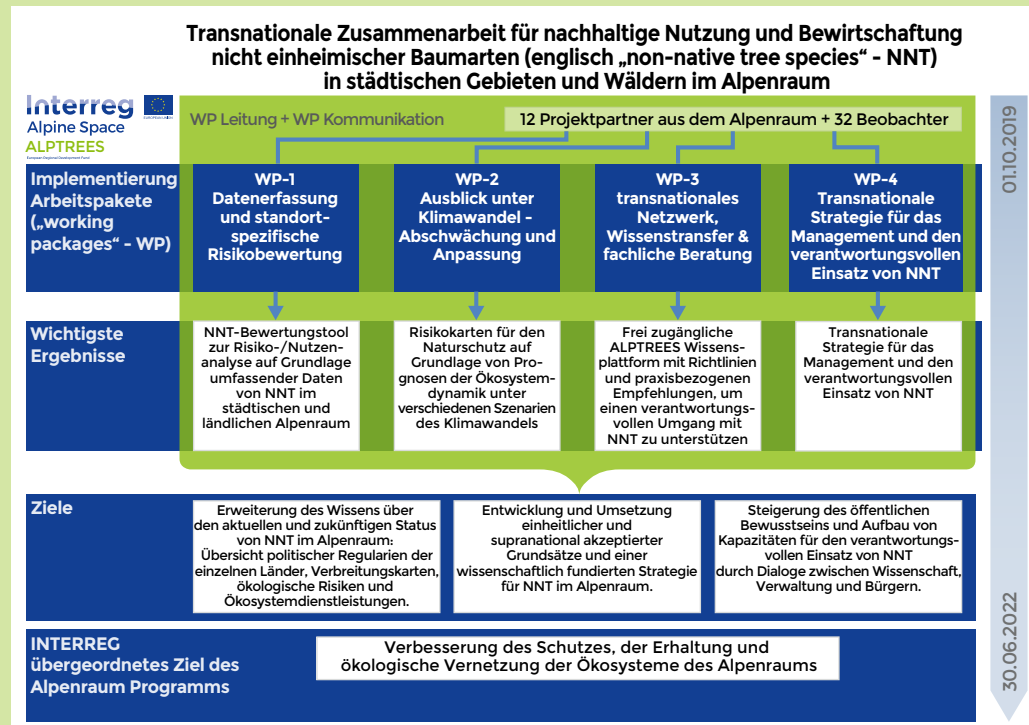 Transnationale Zusammenarbeit für nachhaltige Nutzung und Bewirtschaftung
nicht einheimischer Baumarten (englisch „non-native tree species“ - NNT)
in städtischen Gebieten und Wäldern im Alpenraum
Interreg
EUROPEAN UNION
Alpine Space
ALPTREES
European Regional Development Fund
WP Leitung + WP Kommunikation
12 Projektpartner aus dem Alpenraum + 32 Beobachter
01.10.2019
Implementierung
Arbeitspakete
(„working
packages“ - WP)
WP-1
Datenerfassung
und standort-
spezifische
Risikobewertung
WP-2
Ausblick unter
Klimawandel -
Abschwächung und
Anpassung
WP-3
transnationales
Netzwerk,
Wissenstransfer &
fachliche Beratung
WP-4
Transnationale
Strategie für das
Management und den
verantwortungsvollen
Einsatz von NNT
Wichtigste
Ergebnisse
NNT-Bewertungstool
zur Risiko-/Nutzen-
analyse auf Grundlage
umfassender Daten
von NNT im
städtischen und
ländlichen Alpenraum
Risikokarten für den
Naturschutz auf
Grundlage von Pro-
gnosen der Ökosystem-
dynamik unter
verschiedenen Szenarien
des Klimawandels
Frei zugängliche
ALPTREES Wissens-
plattform mit Richtlinien
und praxisbezogenen
Empfehlungen, um
einen verantwortungs-
vollen Umgang mit
NNT zu unterstützen
Transnationale
Strategie für das
Management und den
verantwortungsvollen
Einsatz von NNT
Ziele
Erweiterung des Wissens über
den aktuellen und zukünftigen Status
von NNT im Alpenraum:
Übersicht politischer Regularien der
einzelnen Länder, Verbreitungskarten,
ökologische Risiken und
Ökosystemdienstleistungen.
Entwicklung und Umsetzung
einheitlicher und
supranational akzeptierter
Grundsätze und einer
wissenschaftlich fundierten Strategie
für NNT im Alpenraum.
Steigerung des öffentlichen
Bewusstseins und Aufbau von
Kapazitäten für den verantwortungs-
vollen Einsatz von NNT
durch Dialoge zwischen Wissenschaft,
Verwaltung und Bürgern.
INTERREG
übergeordnetes Ziel des
Alpenraum Programms
Verbesserung des Schutzes, der Erhaltung und
ökologische Vernetzung der Ökosysteme des Alpenraums
30.06.2022